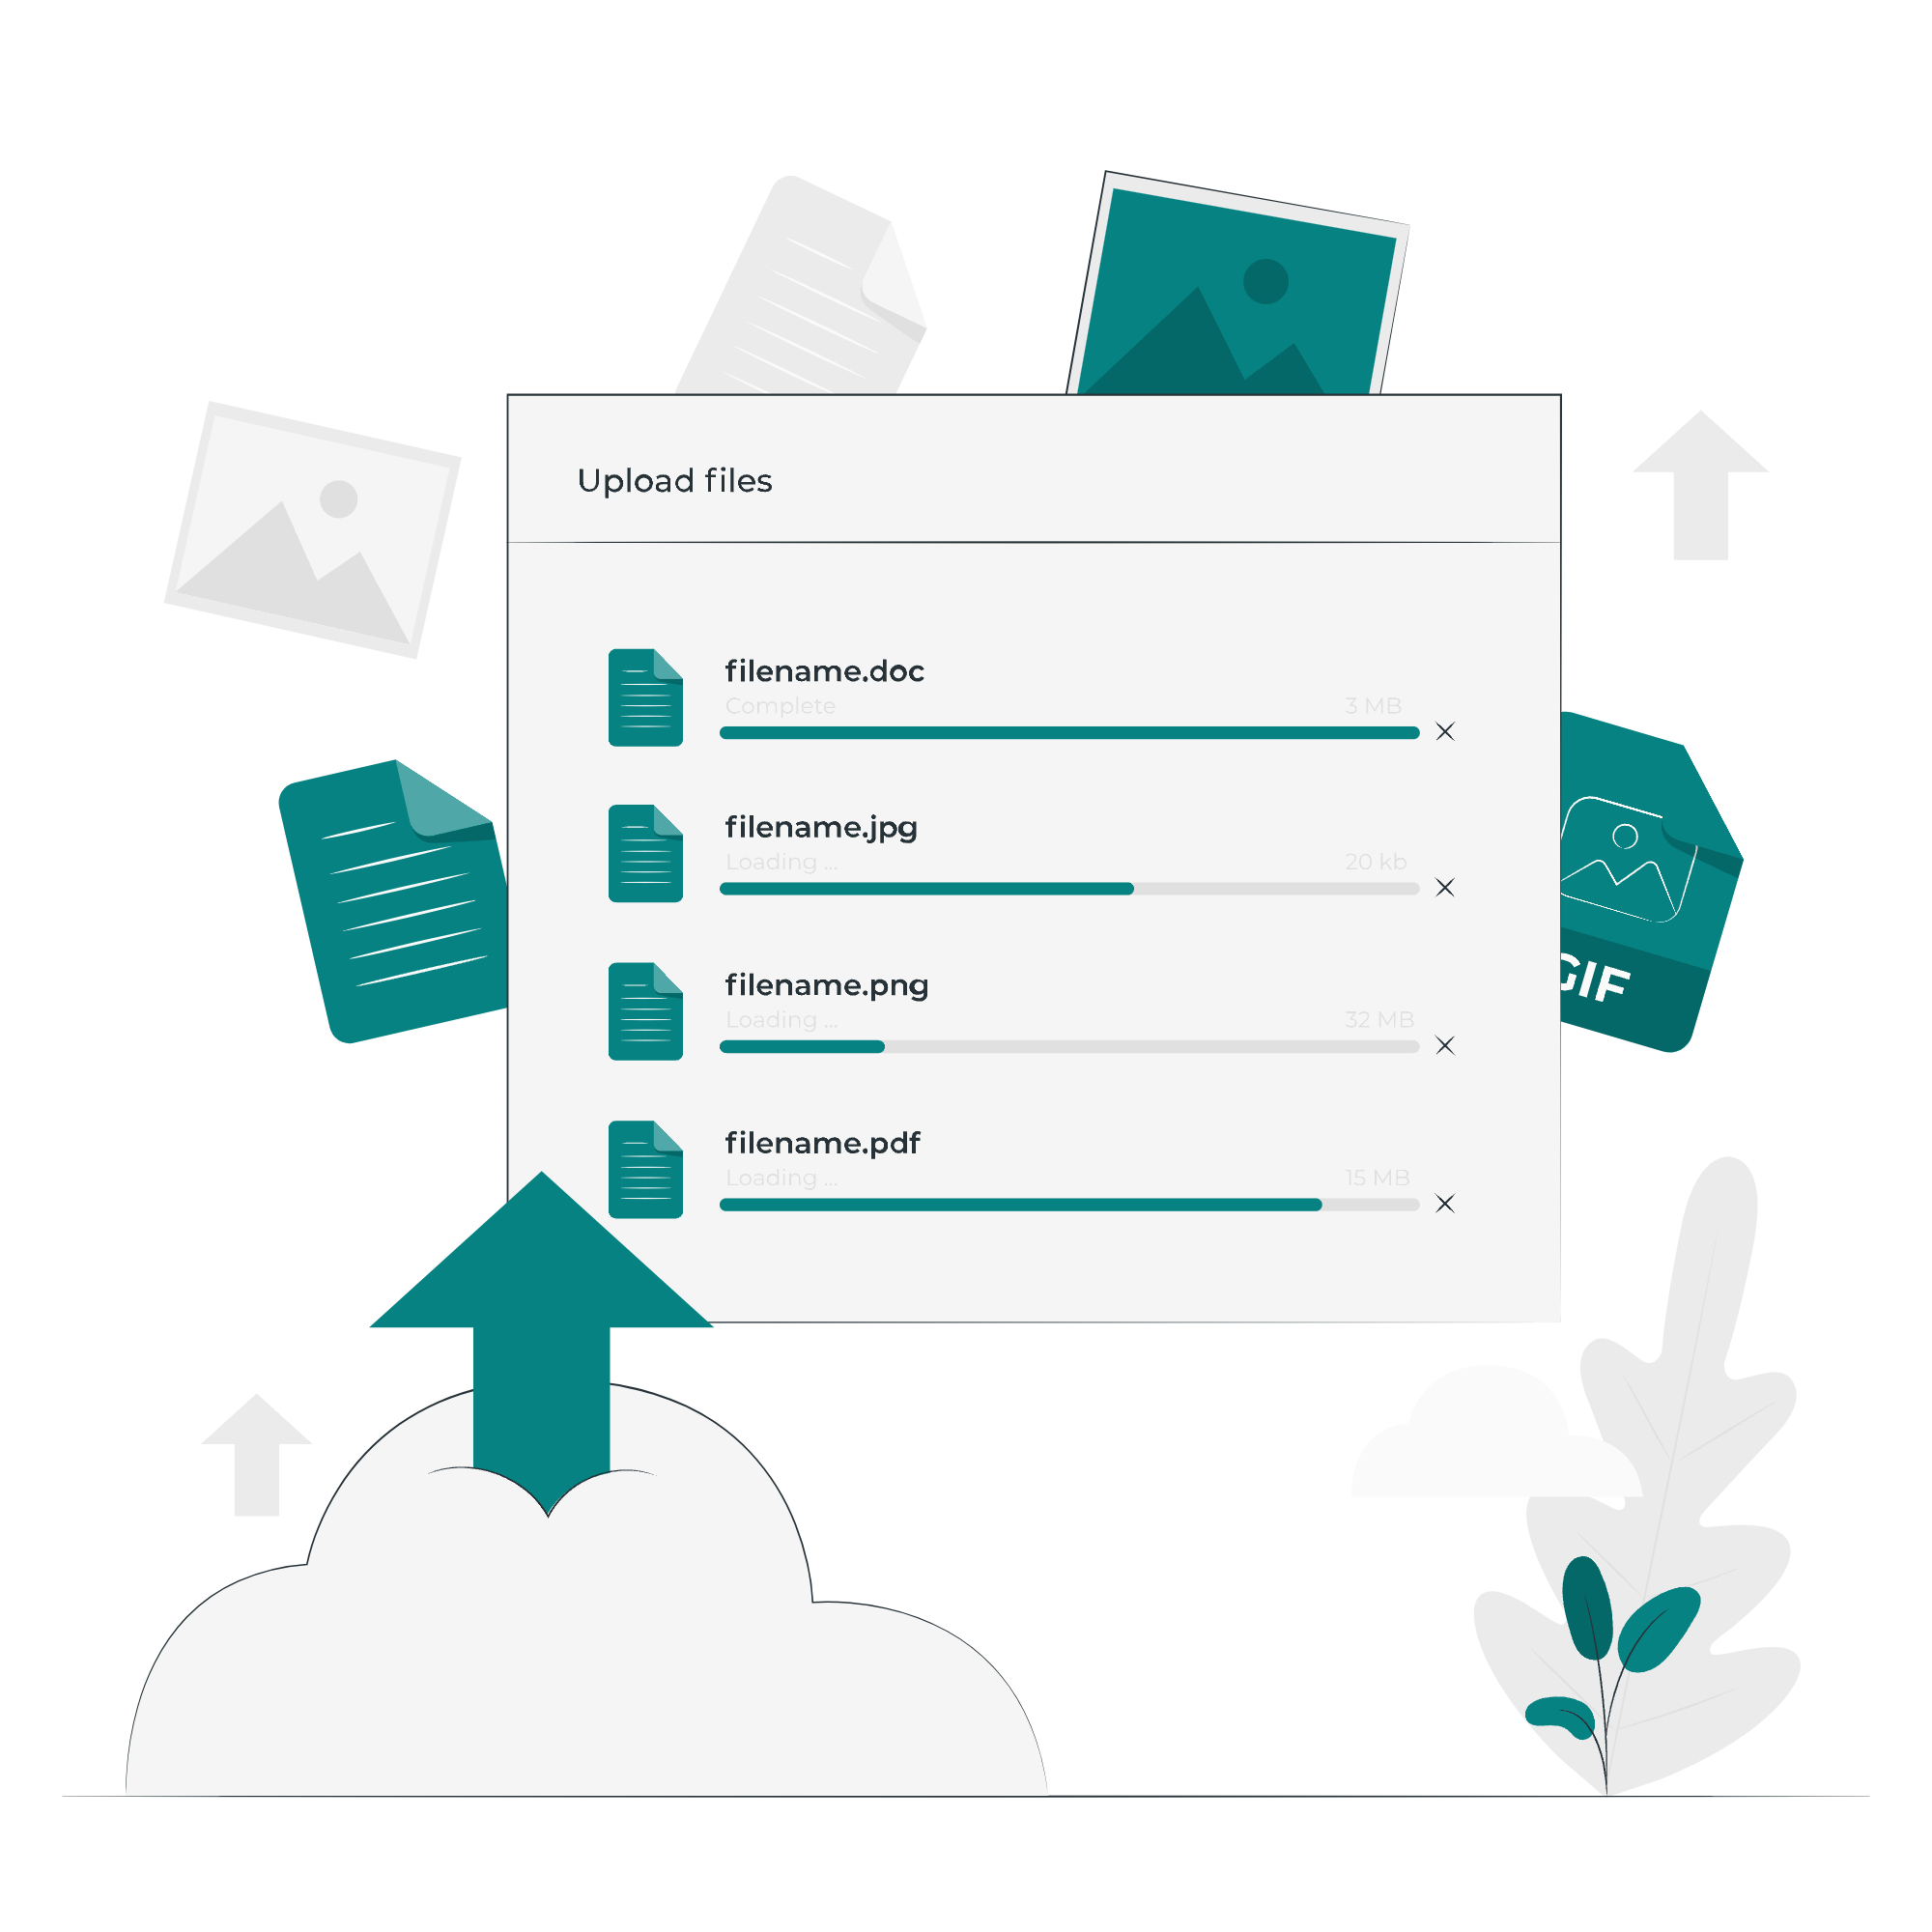 Upload files
filename.doc
Complete
3 MB
filename.jpg
Loading ...
20 kb
filename.png
Loading ...
32 MB
GIF
filename.pdf
Loading ...
15 MB